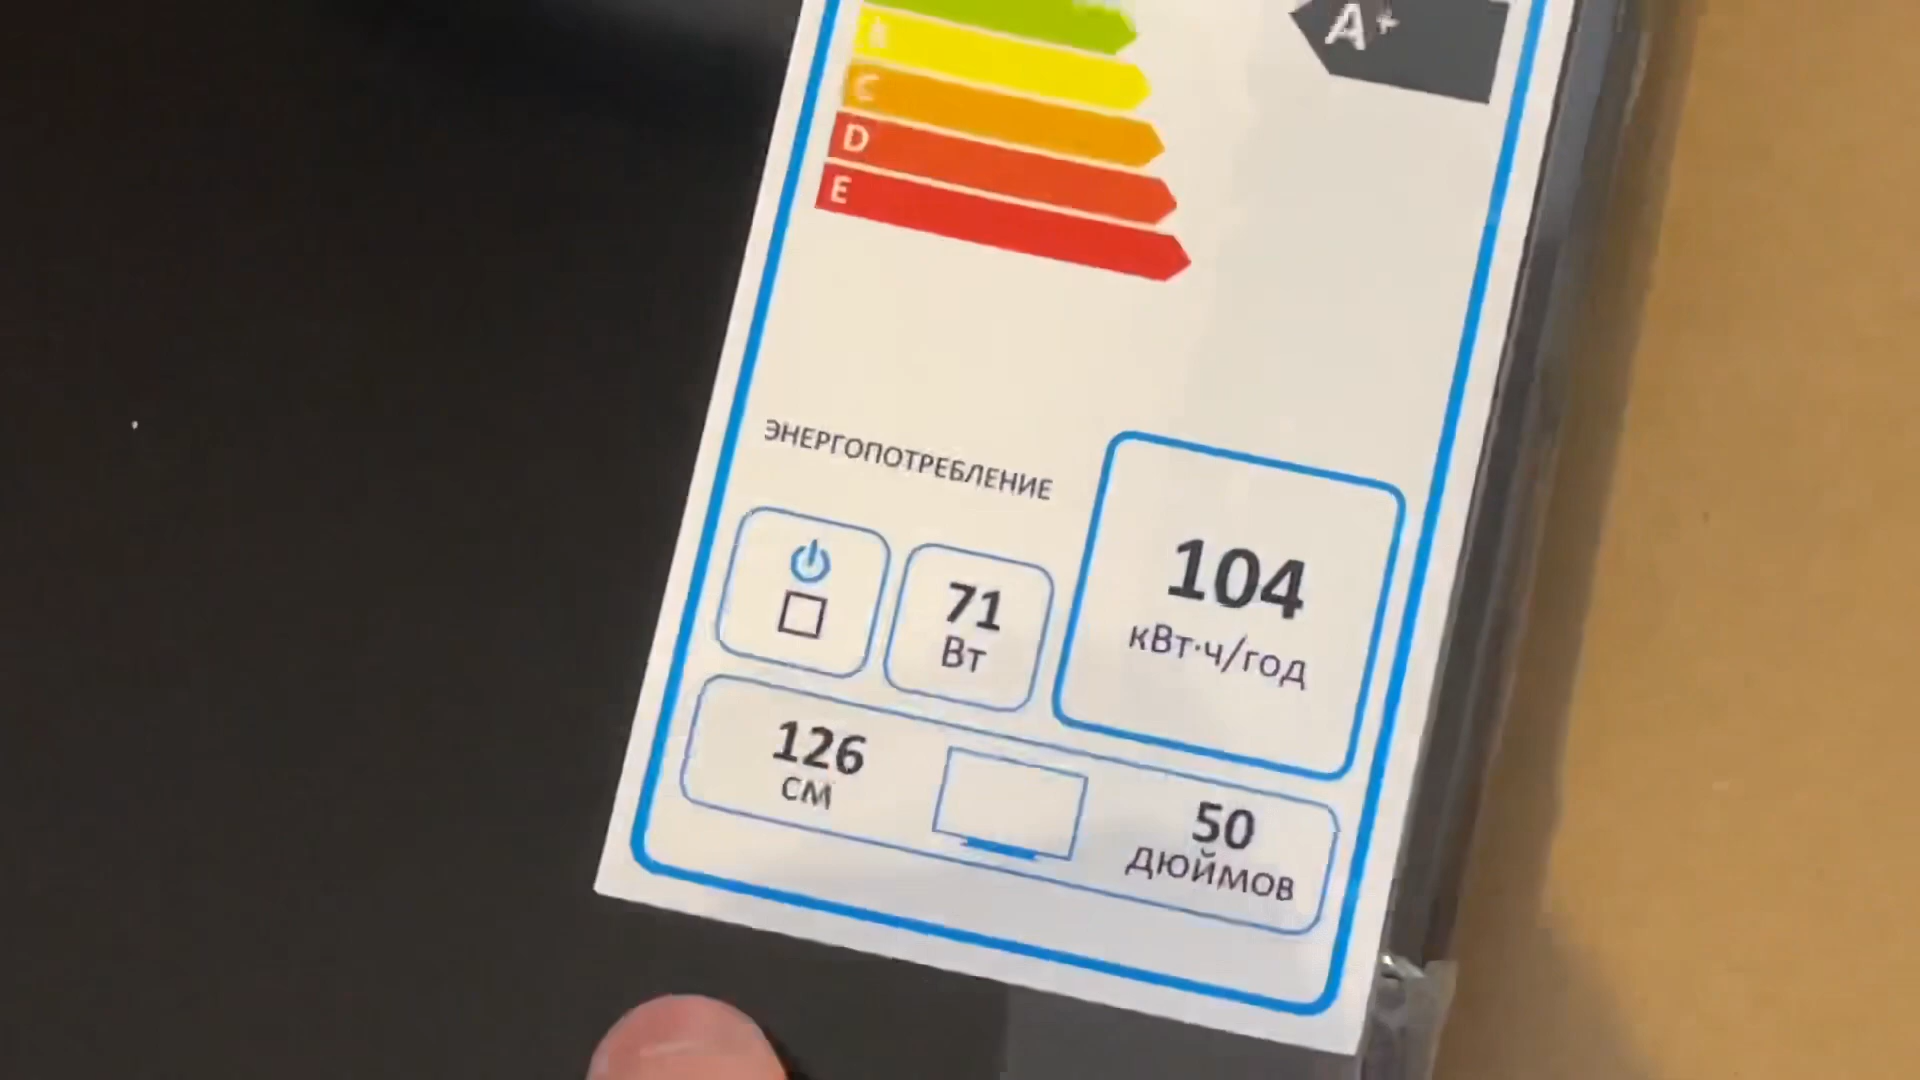 A+
C
D
E
ЭНЕРГОПОТРЕБЛЕНИЕ
71
Вт
104
кВт·ч/год
126
СМ
50
ДЮЙМОВ